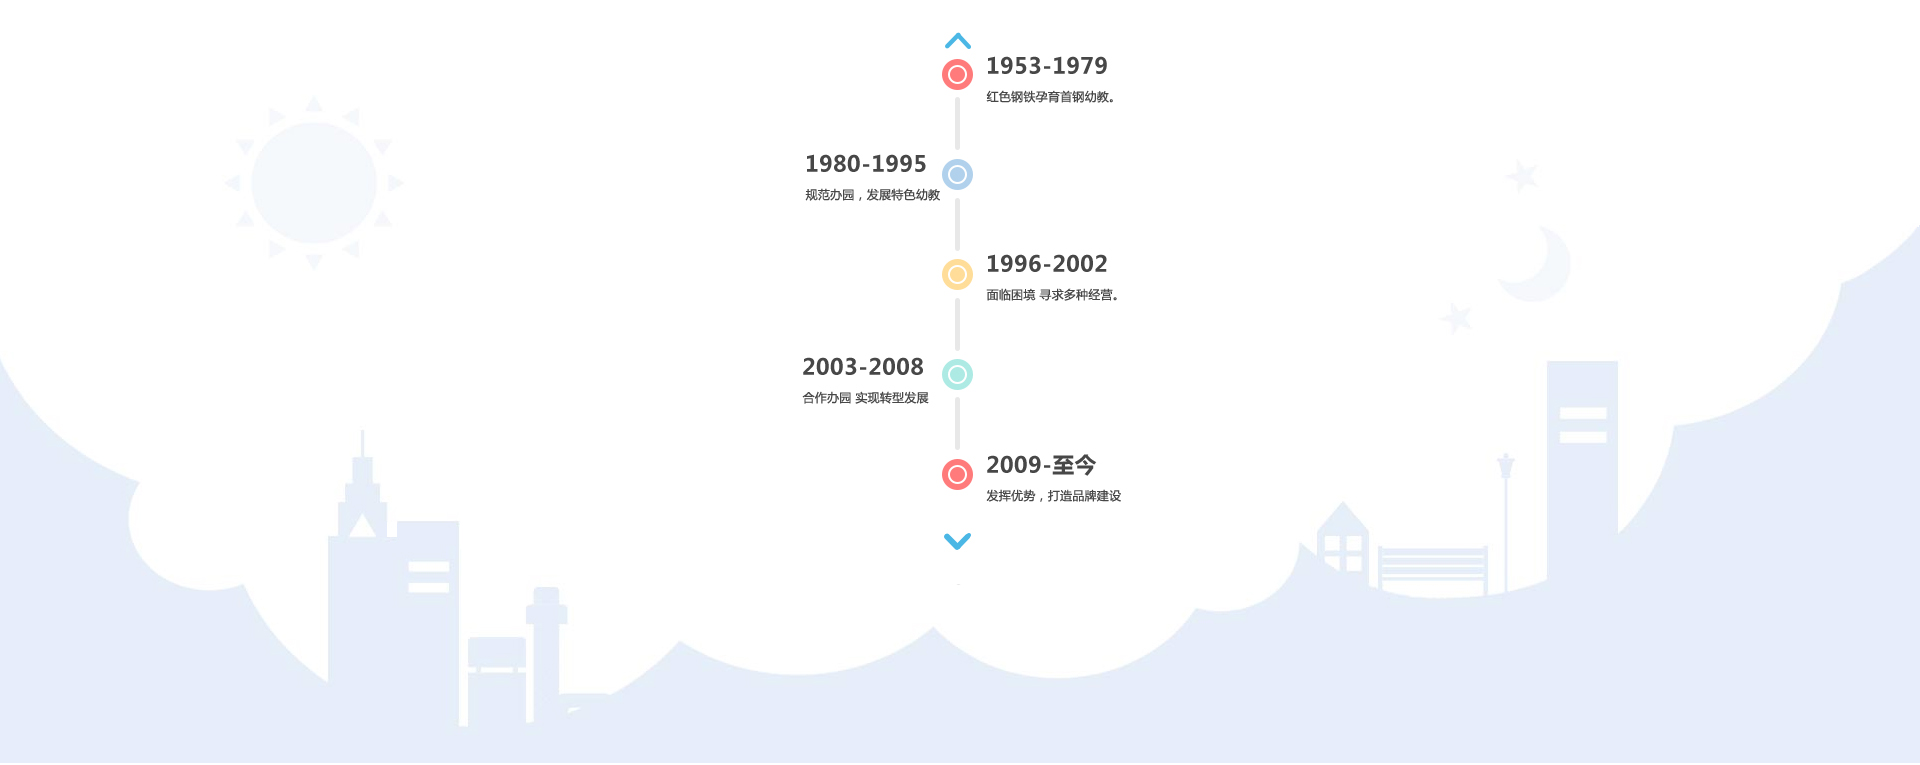 1953-1979
红色钢铁孕育首钢幼教。
1980-1995
规范办园，发展特色幼教
1996-2002
面临困境 寻求多种经营。
2003-2008
合作办园 实现转型发展
2009-至今
发挥优势，打造品牌建设